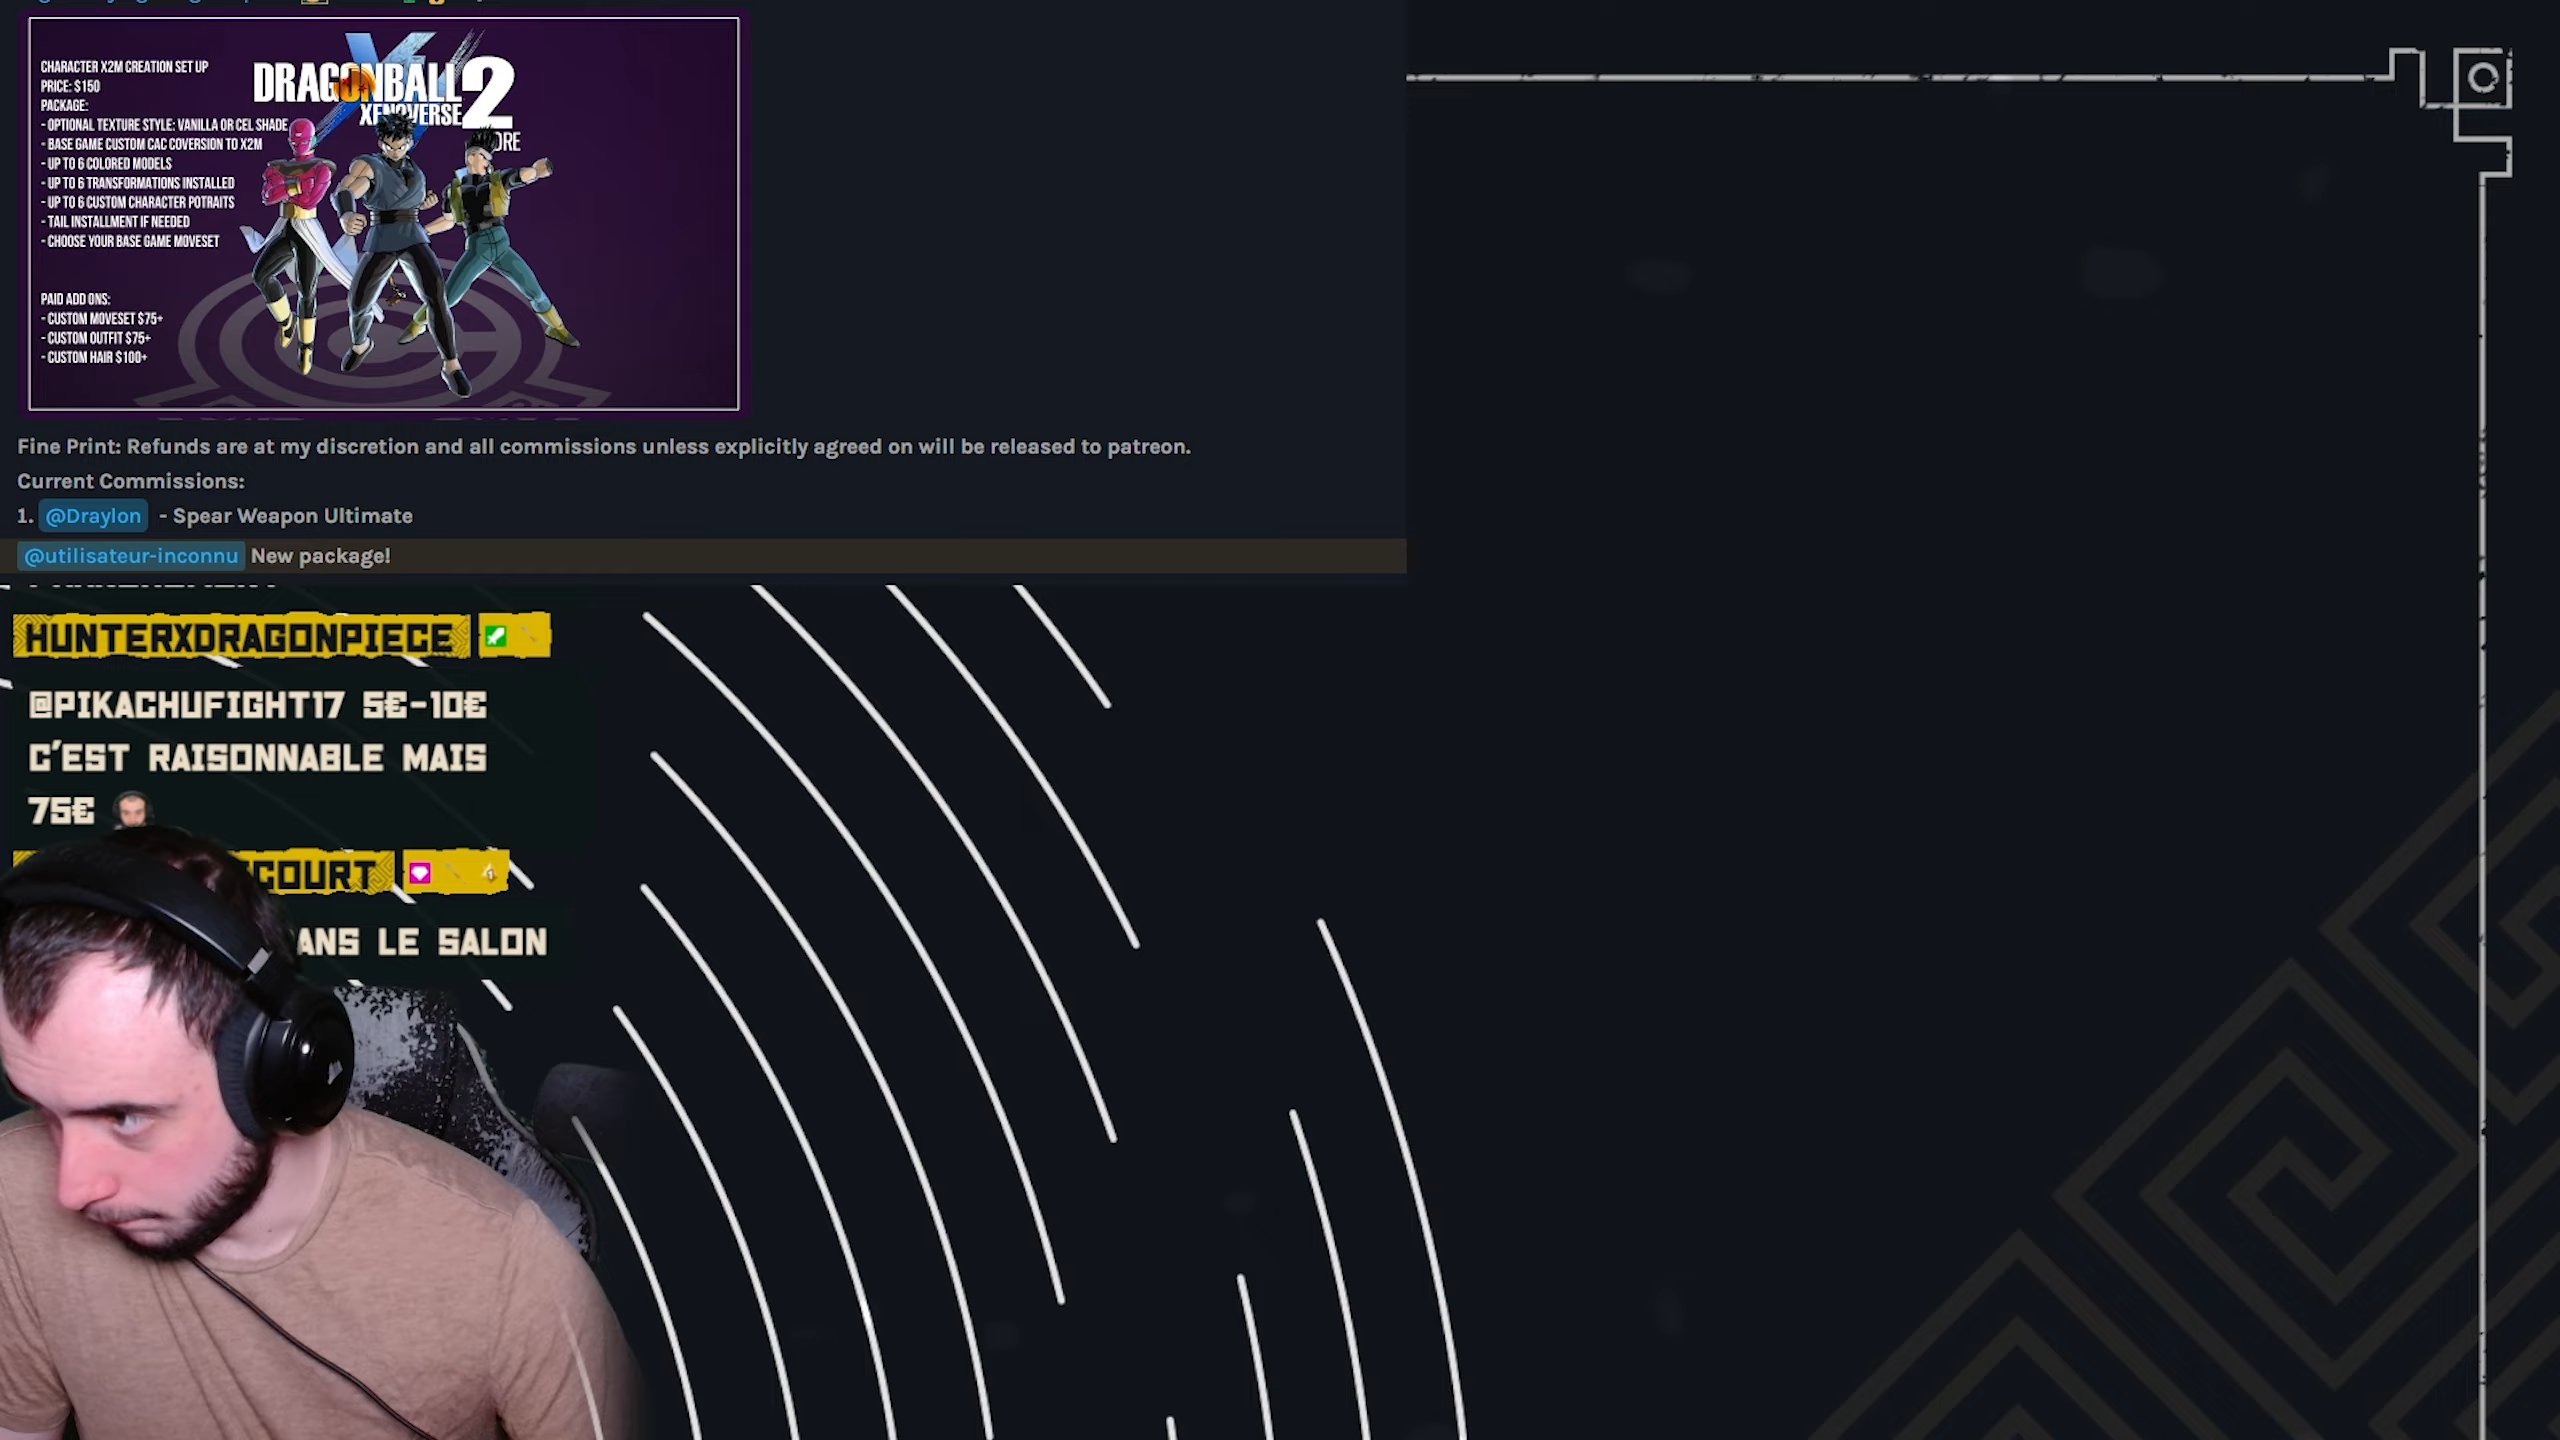 CHARACTER X2M CREATION SET UP
PRICE: $150
PACKAGE:
- OPTIONAL TEXTURE STYLE: VANILLA OR CEL SHADE
- BASE GAME CUSTOM CAC COVERSION TO X2M
- UP TO 6 COLORED MODELS
- UP TO 6 TRANSFORMATIONS INSTALLED
- UP TO 6 CUSTOM CHARACTER POTRAITS
- TAIL INSTALLMENT IF NEEDED
- CHOOSE YOUR BASE GAME MOVESET
PAID ADD ONS:
- CUSTOM MOVESET $75+
- CUSTOM OUTFIT $75+
- CUSTOM HAIR $100+
DRAGONBALL
XENOVERSE 2
Fine Print: Refunds are at my discretion and all commissions unless explicitly agreed on will be released to patreon.
Current Commissions:
1. @Draylon - Spear Weapon Ultimate
@utilisateur-inconnu New package!
HUNTERXDRAGONPIECE
@PIKACHUFIGHT17 5€-10€
C'EST RAISONNABLE MAIS
75€
COURT
ANS LE SALON